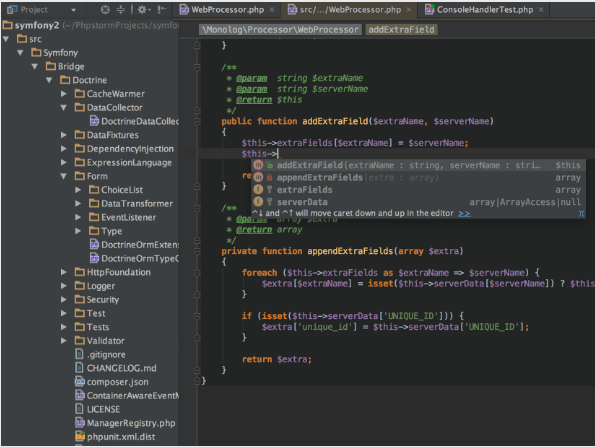 Project
WebProcessor.php × src/.../WebProcessor.php × ConsoleHandlerTest.php ×
symfony2 (~/PhpstormProjects/symfony2
\Monolog\Processor\WebProcessor addExtraField
src
Symfony
Bridge
Doctrine
CacheWarmer
DataCollector
DoctrineDataCollec
DataFixtures
DependencyInjection
ExpressionLanguage
Form
ChoiceList
DataTransformer
EventListener
Type
DoctrineOrmExtens
DoctrineOrmTypeG
HttpFoundation
Logger
Security
Test
Tests
Validator
.gitignore
CHANGELOG.md
composer.json
ContainerAwareEventM
LICENSE
ManagerRegistry.php
phpunit.xml.dist
}
/**
* @param string $extraName
* @param string $serverName
* @return $this
*/
public function addExtraField($extraName, $serverName)
{
$this->extraFields[$extraName] = $serverName;
$this->
m addExtraField(extraName : string, serverName : stri... $this
m appendExtraFields(extra : array) array
f extraFields array
f serverData array|ArrayAccess|null
^↓ and ^↑ will move caret down and up in the editor >> π
re
}
/**
* @param array $extra
* @return array
*/
private function appendExtraFields(array $extra)
{
foreach ($this->extraFields as $extraName => $serverName) {
$extra[$extraName] = isset($this->serverData[$serverName]) ? $this
}
if (isset($this->serverData['UNIQUE_ID'])) {
$extra['unique_id'] = $this->serverData['UNIQUE_ID'];
}
return $extra;
}
}